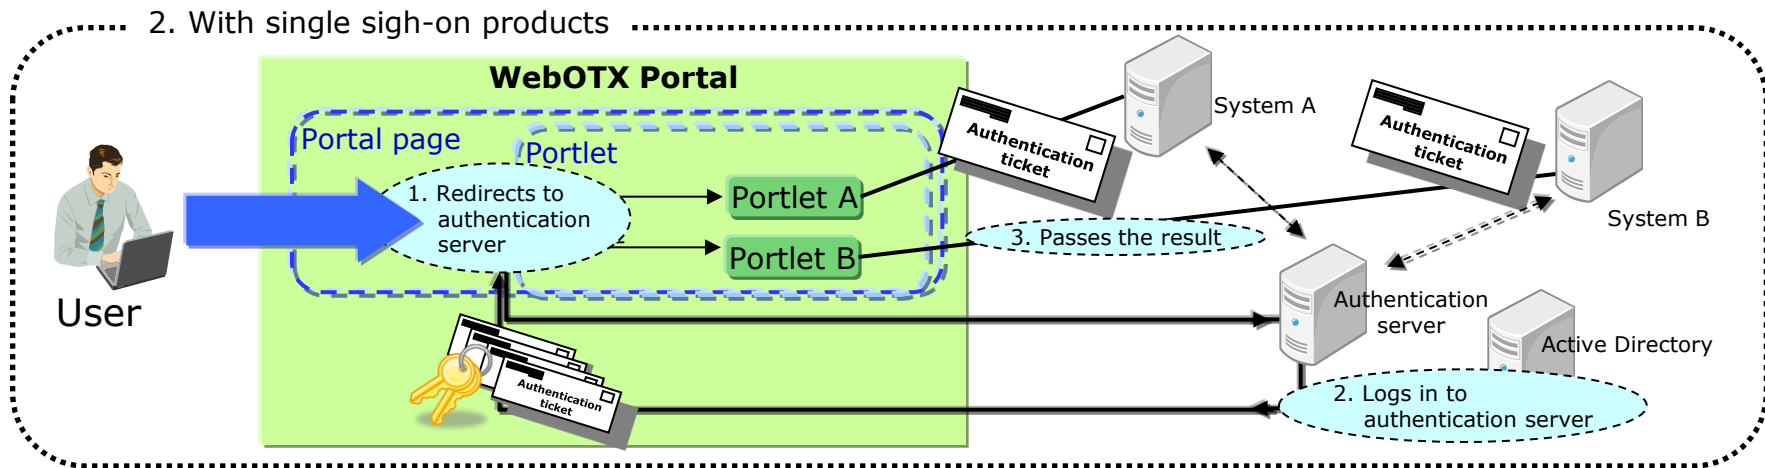 2. With single sigh-on products
WebOTX Portal
Portal page
Portlet
1. Redirects to
authentication
server
Portlet A
Portlet B
User
Authentication
ticket
System A
Authentication
ticket
System B
3. Passes the result
Authentication
server
Active Directory
2. Logs in to
authentication server
Authentication
ticket